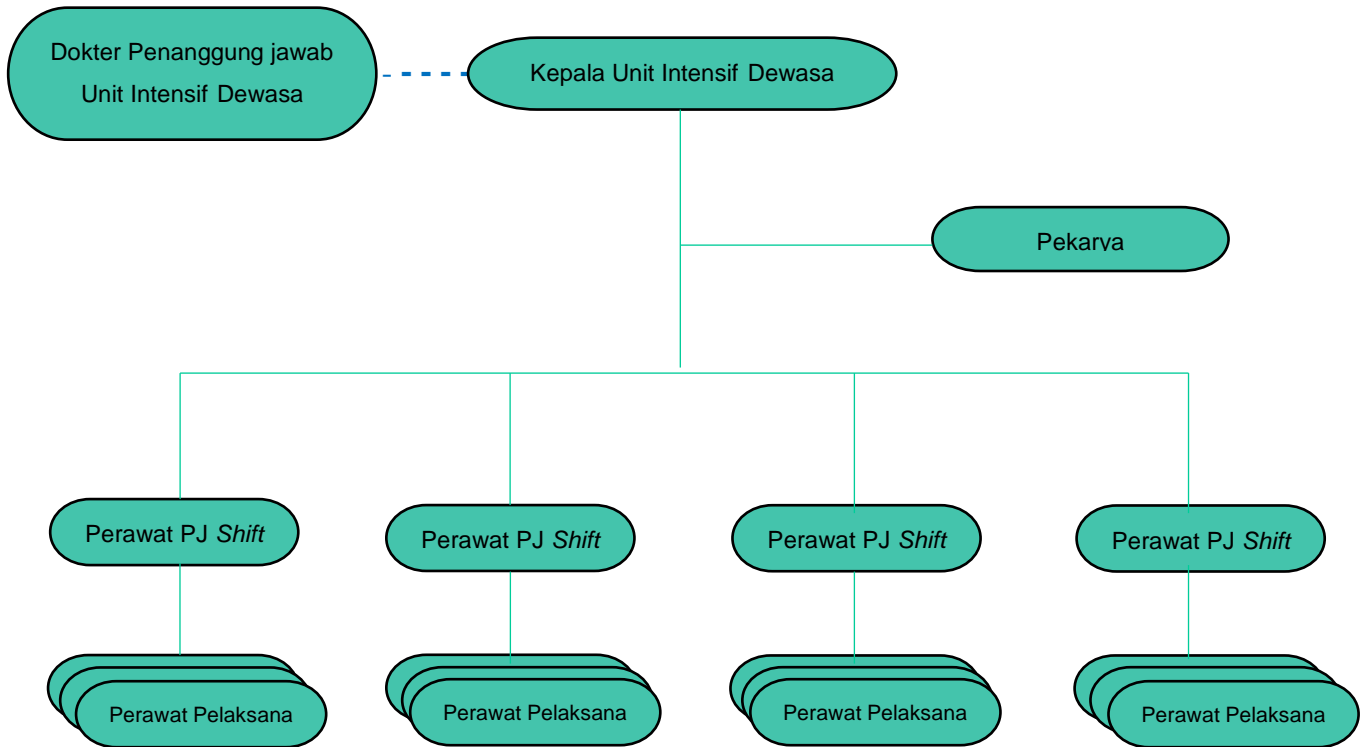 Dokter Penanggung jawab
Unit Intensif Dewasa
Kepala Unit Intensif Dewasa
Pekarya
Perawat PJ Shift
Perawat PJ Shift
Perawat PJ Shift
Perawat PJ Shift
Perawat Pelaksana
Perawat Pelaksana
Perawat Pelaksana
Perawat Pelaksana